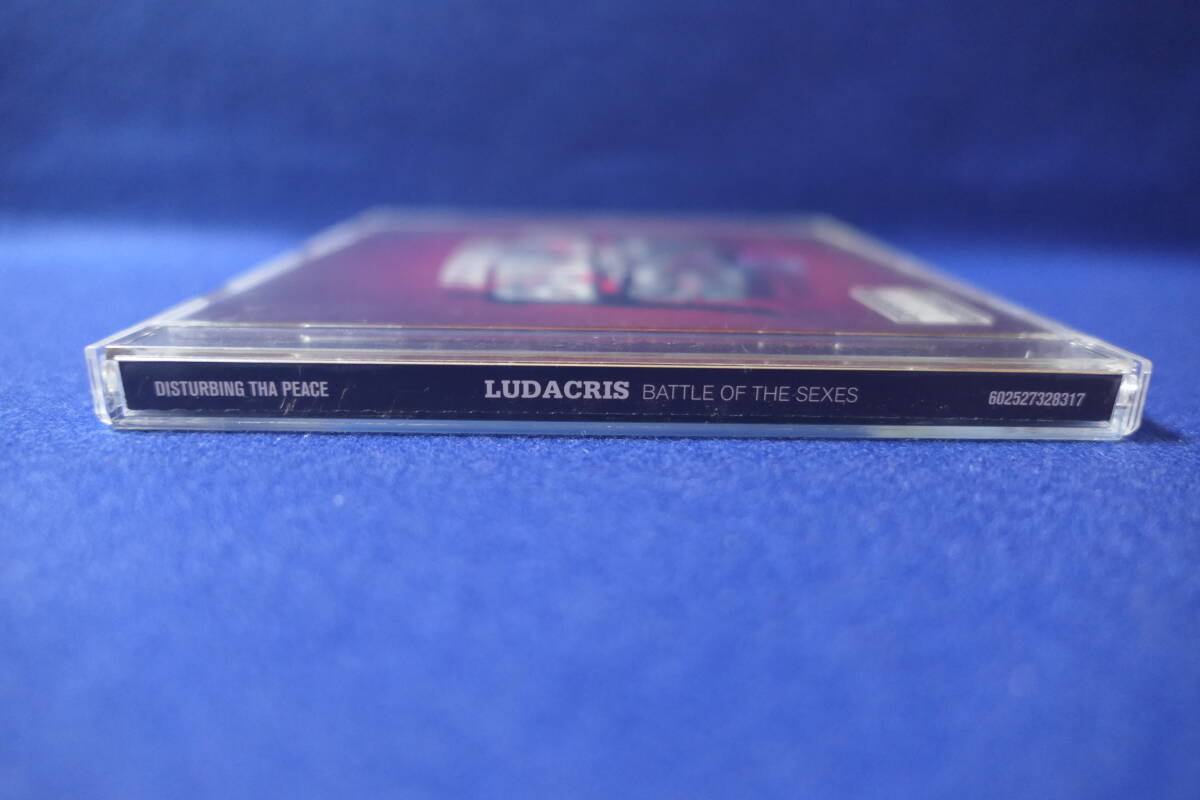 DISTURBING THA PEACE LUDACRIS BATTLE OF THE SEXES 602527328317